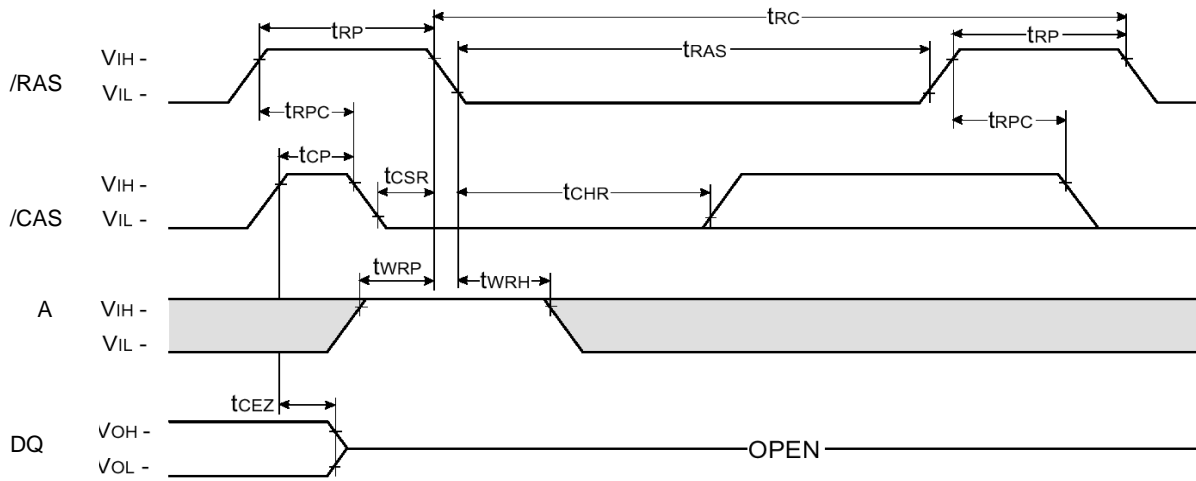 tRC
tRP
tRAS
tRP
/RAS
VIH -
VIL -
tRPC
tRPC
tCP
tCSR
tCHR
/CAS
VIH -
VIL -
tWRP
tWRH
A
VIH -
VIL -
tCEZ
DQ
VOH -
VOL -
OPEN